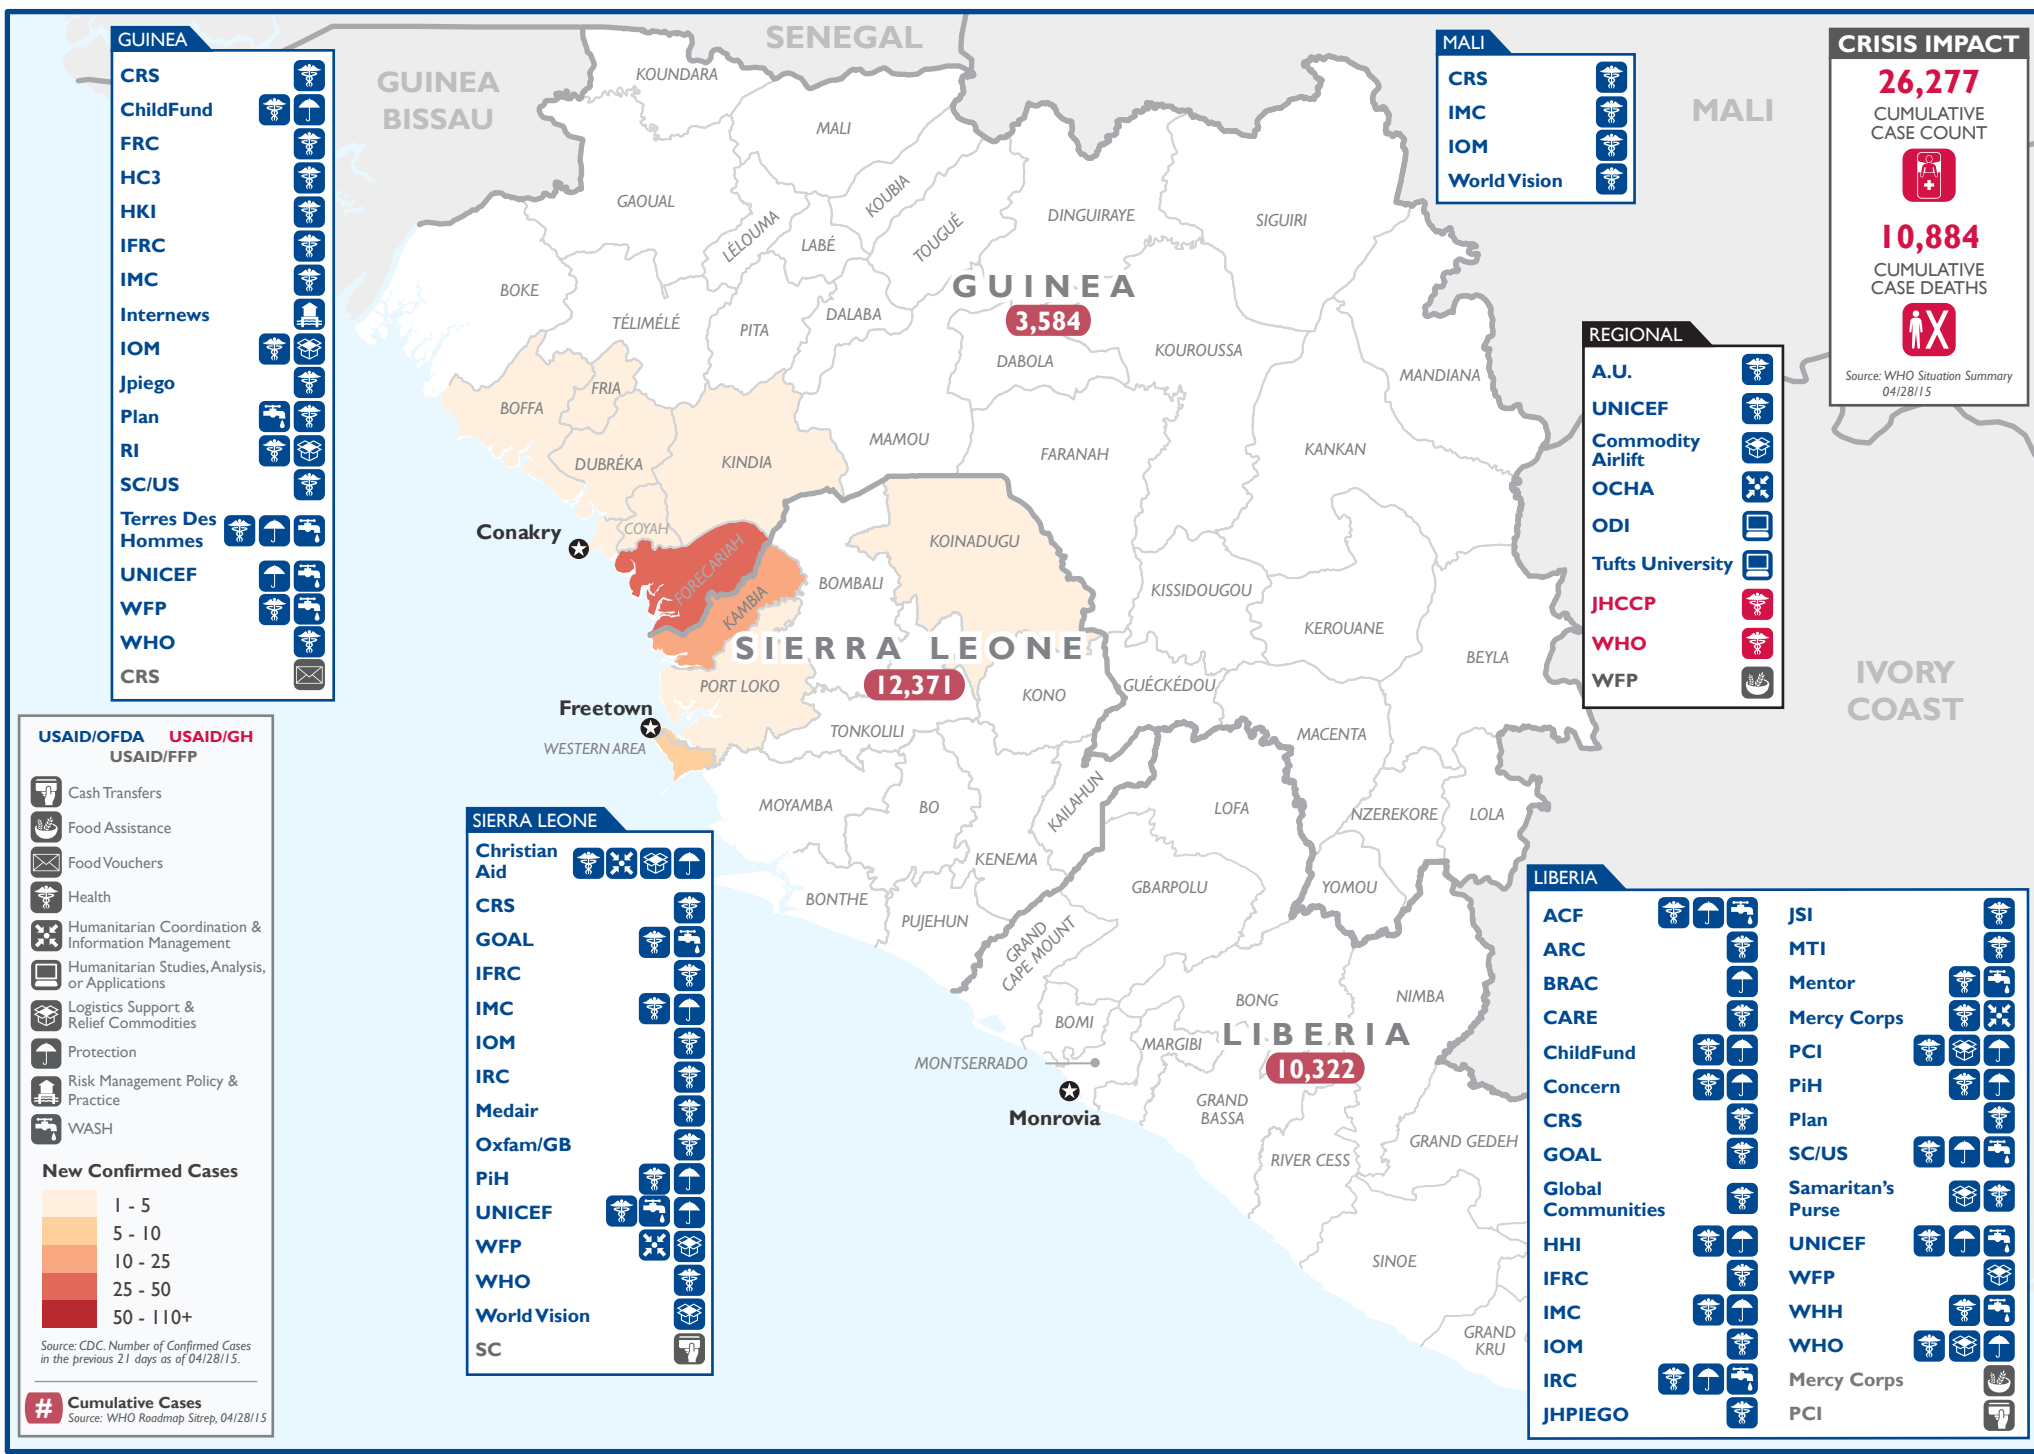 GUINEA
CRS
ChildFund
FRC
HC3
HKI
IFRC
IMC
Internews
IOM
Jpiego
Plan
RI
SC/US
Terres Des
Hommes
UNICEF
WFP
WHO
CRS
USAID/OFDA USAID/GH
USAID/FFP
Cash Transfers
Food Assistance
Food Vouchers
Health
Humanitarian Coordination &
Information Management
Humanitarian Studies, Analysis,
or Applications
Logistics Support &
Relief Commodities
Protection
Risk Management Policy &
Practice
WASH
New Confirmed Cases
1 - 5
5 - 10
10 - 25
25 - 50
50 - 110+
Source: CDC. Number of Confirmed Cases
in the previous 21 days as of 04/28/15.
# Cumulative Cases
Source: WHO Roadmap Sitrep, 04/28/15
SENEGAL
GUINEA
BISSAU
MALI
IVORY
COAST
KOUNDARA
MALI
GAOUAL
KOUBIA
LÉLOUMA
LABÉ
TOUGUÉ
DINGUIRAYE
SIGUIRI
BOKE
TÉLIMÉLÉ
PITA
DALABA
GUINEA
3,584
DABOLA
KOUROUSSA
MANDIANA
FRIA
BOFFA
MAMOU
FARANAH
KANKAN
DUBRÉKA
KINDIA
COYAH
Conakry
FORECARIAH
KOINADUGU
BOMBALI
KAMBIA
KISSIDOUGOU
KEROUANE
BEYLA
SIERRA LEONE
12,371
PORT LOKO
KONO
GUÉCKÉDOU
Freetown
WESTERN AREA
TONKOLILI
MACENTA
MOYAMBA
BO
KAILAHUN
LOFA
NZEREKORE
LOLA
KENEMA
GBARPOLU
YOMOU
BONTHE
PUJEHUN
GRAND
CAPE MOUNT
BONG
NIMBA
BOMI
MARGIBI
LIBERIA
10,322
MONTSERRADO
Monrovia
GRAND
BASSA
RIVER CESS
GRAND GEDEH
SINOE
GRAND
KRU
MALI
CRS
IMC
IOM
World Vision
CRISIS IMPACT
26,277
CUMULATIVE
CASE COUNT
10,884
CUMULATIVE
CASE DEATHS
Source: WHO Situation Summary
04/28/15
REGIONAL
A.U.
UNICEF
Commodity
Airlift
OCHA
ODI
Tufts University
JHCCP
WHO
WFP
SIERRA LEONE
Christian
Aid
CRS
GOAL
IFRC
IMC
IOM
IRC
Medair
Oxfam/GB
PiH
UNICEF
WFP
WHO
World Vision
SC
LIBERIA
ACF
ARC
BRAC
CARE
ChildFund
Concern
CRS
GOAL
Global
Communities
HHI
IFRC
IMC
IOM
IRC
JHPIEGO
JSI
MTI
Mentor
Mercy Corps
PCI
PiH
Plan
SC/US
Samaritan's
Purse
UNICEF
WFP
WHH
WHO
Mercy Corps
PCI